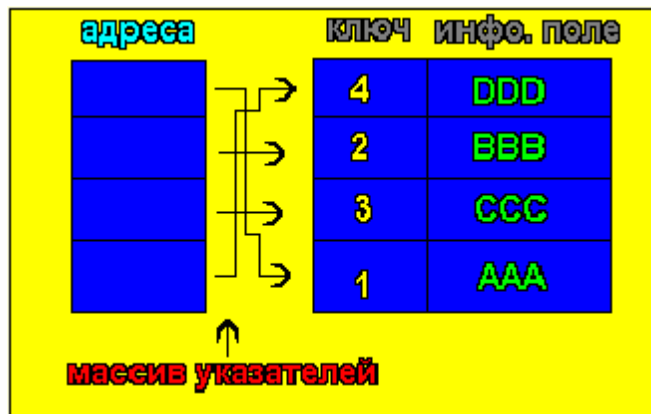 адреса ключ инфо. поле
4 DDD
2 BBB
3 CCC
1 AAA
массив указателей